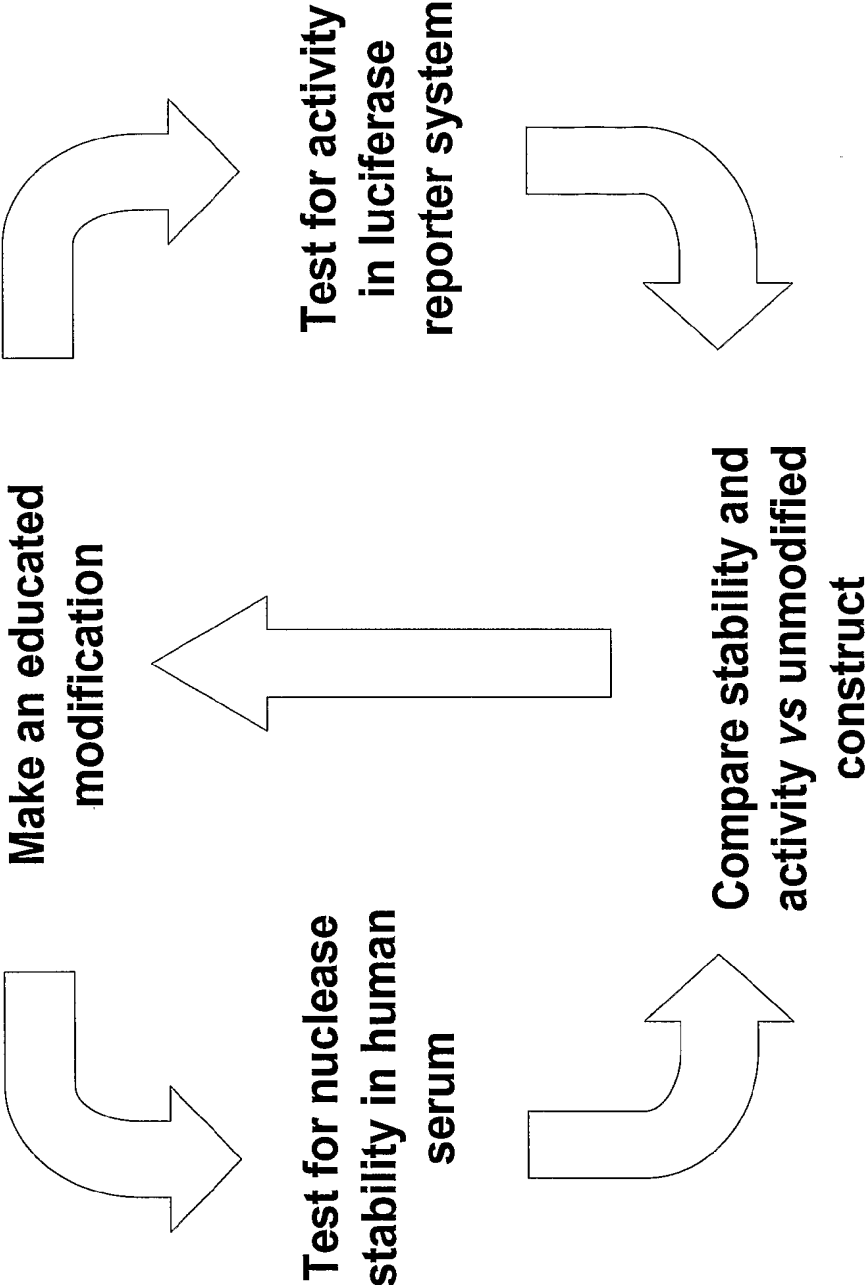 Make an educated
modification
Test for nuclease
stability in human
serum
Test for activity
in luciferase
reporter system
Compare stability and
activity vs unmodified
construct